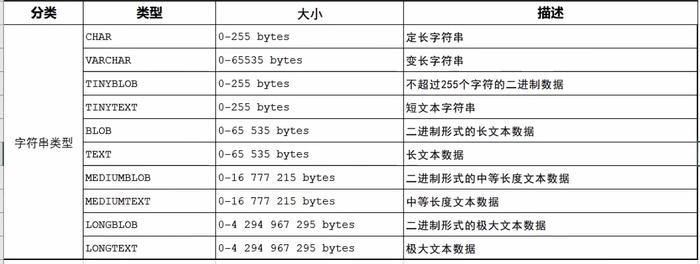 分类 类型 大小 描述
字符串类型
CHAR 0-255 bytes 定长字符串
VARCHAR 0-65535 bytes 变长字符串
TINYBLOB 0-255 bytes 不超过255个字符的二进制数据
TINYTEXT 0-255 bytes 短文本字符串
BLOB 0-65 535 bytes 二进制形式的长文本数据
TEXT 0-65 535 bytes 长文本数据
MEDIUMBLOB 0-16 777 215 bytes 二进制形式的中等长度文本数据
MEDIUMTEXT 0-16 777 215 bytes 中等长度文本数据
LONGBLOB 0-4 294 967 295 bytes 二进制形式的极大文本数据
LONGTEXT 0-4 294 967 295 bytes 极大文本数据